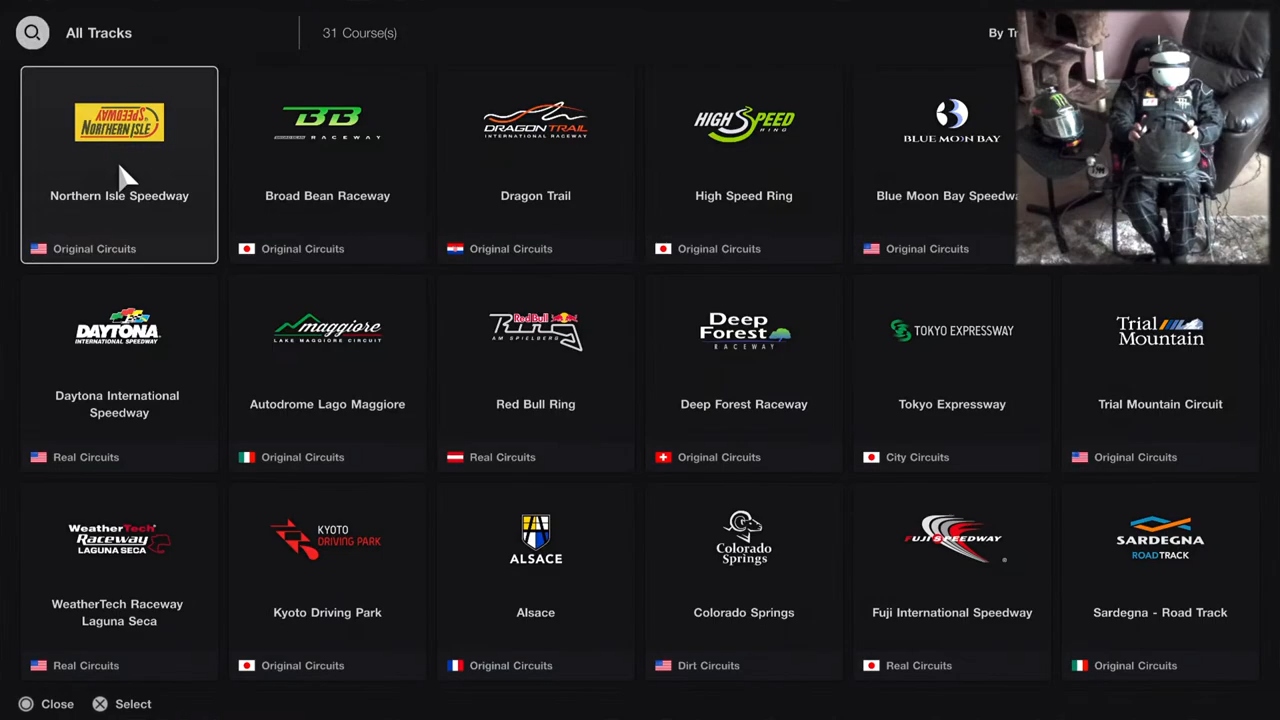 All Tracks
31 Course(s)
By Tr
SPEEDWAY
NORTHERN ISLE
Northern Isle Speedway
Original Circuits
BB
RACEWAY
Broad Bean Raceway
Original Circuits
DRAGON TRAIL
INTERNATIONAL RACEWAY
Dragon Trail
Original Circuits
HIGH SPEED
RING
High Speed Ring
Original Circuits
BLUE MOON BAY
Blue Moon Bay Speedwa
Original Circuits
DAYTONA
INTERNATIONAL SPEEDWAY
Daytona International
Speedway
Real Circuits
maggiore
LAKE MAGGIORE CIRCUIT
Autodrome Lago Maggiore
Original Circuits
Red Bull
Ring
AM SPIELBERG
Red Bull Ring
Real Circuits
Deep
Forest
RACEWAY
Deep Forest Raceway
Original Circuits
TOKYO EXPRESSWAY
Tokyo Expressway
City Circuits
Trial
Mountain
Trial Mountain Circuit
Original Circuits
WeatherTech
Raceway
LAGUNA SECA
WeatherTech Raceway
Laguna Seca
Real Circuits
KYOTO
DRIVING PARK
Kyoto Driving Park
Original Circuits
ALSACE
Alsace
Original Circuits
Colorado
Springs
Colorado Springs
Dirt Circuits
FUJI SPEEDWAY
Fuji International Speedway
Real Circuits
SARDEGNA
ROAD TRACK
Sardegna - Road Track
Original Circuits
Close
Select